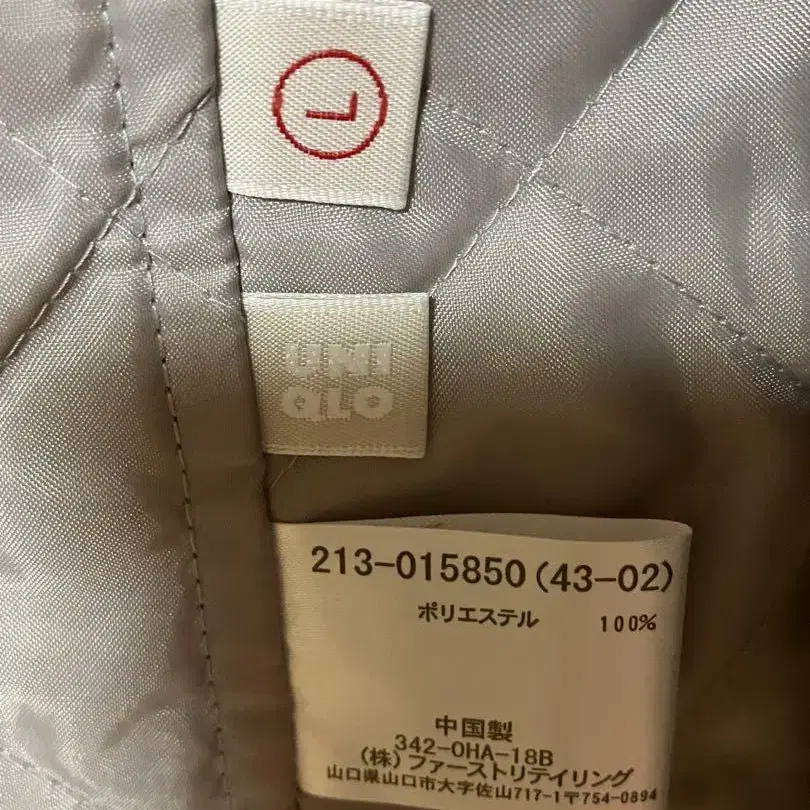 L
UNI
QLO
213-015850(43-02)
ポリエステル 100%
中国製
342-0HA-18B
(株)ファーストリテイリング
山口県山口市大字佐山717-1〒754-0894